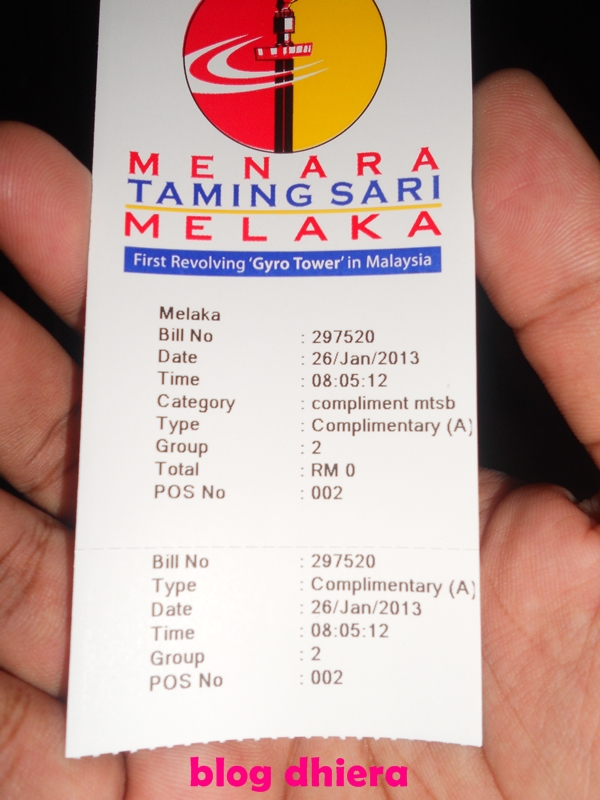 MENARA
TAMING SARI
MELAKA
First Revolving 'Gyro Tower' in Malaysia
Melaka
Bill No : 297520
Date : 26/Jan/2013
Time : 08:05:12
Category : compliment mtsb
Type : Complimentary (A)
Group : 2
Total : RM 0
POS No : 002
Bill No : 297520
Type : Complimentary (A)
Date : 26/Jan/2013
Time : 08:05:12
Group : 2
POS No : 002
blog dhiera